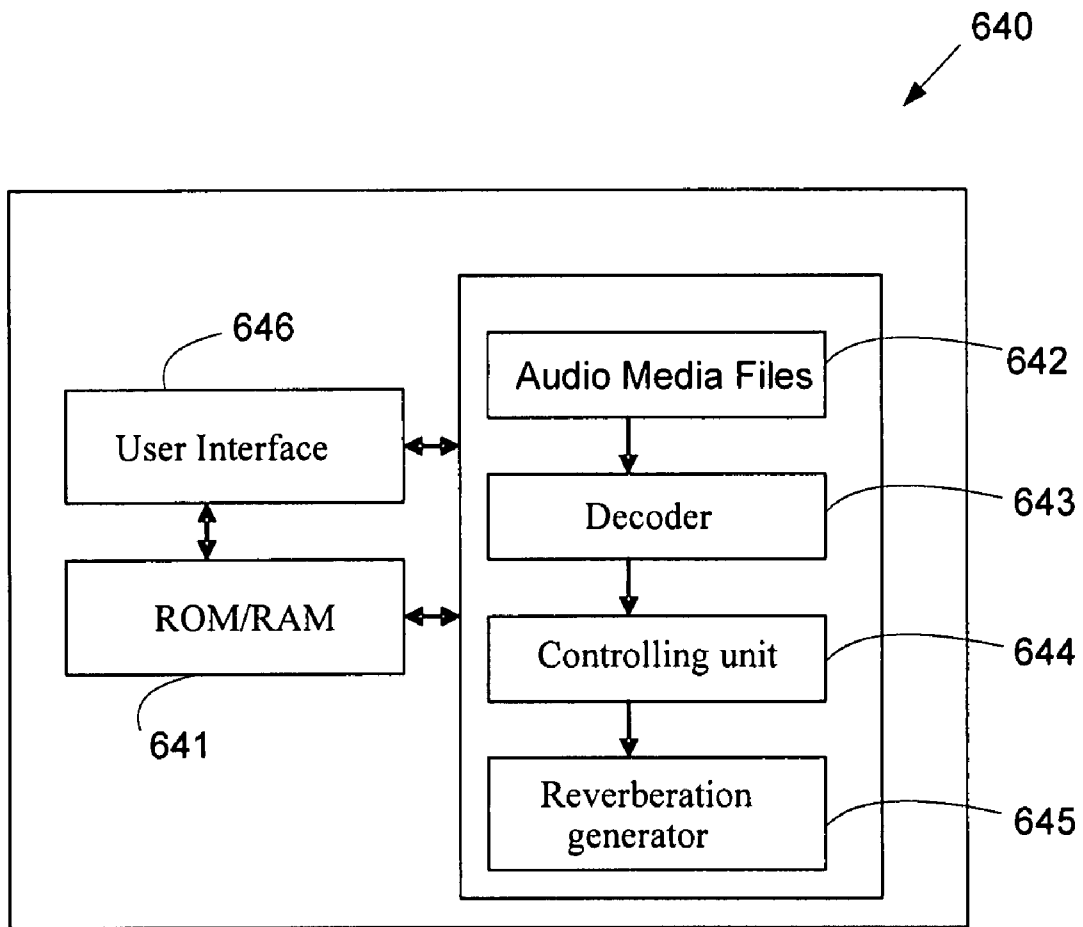 640
646
Audio Media Files
642
User Interface
Decoder
643
ROM/RAM
Controlling unit
644
641
Reverberation
generator
645